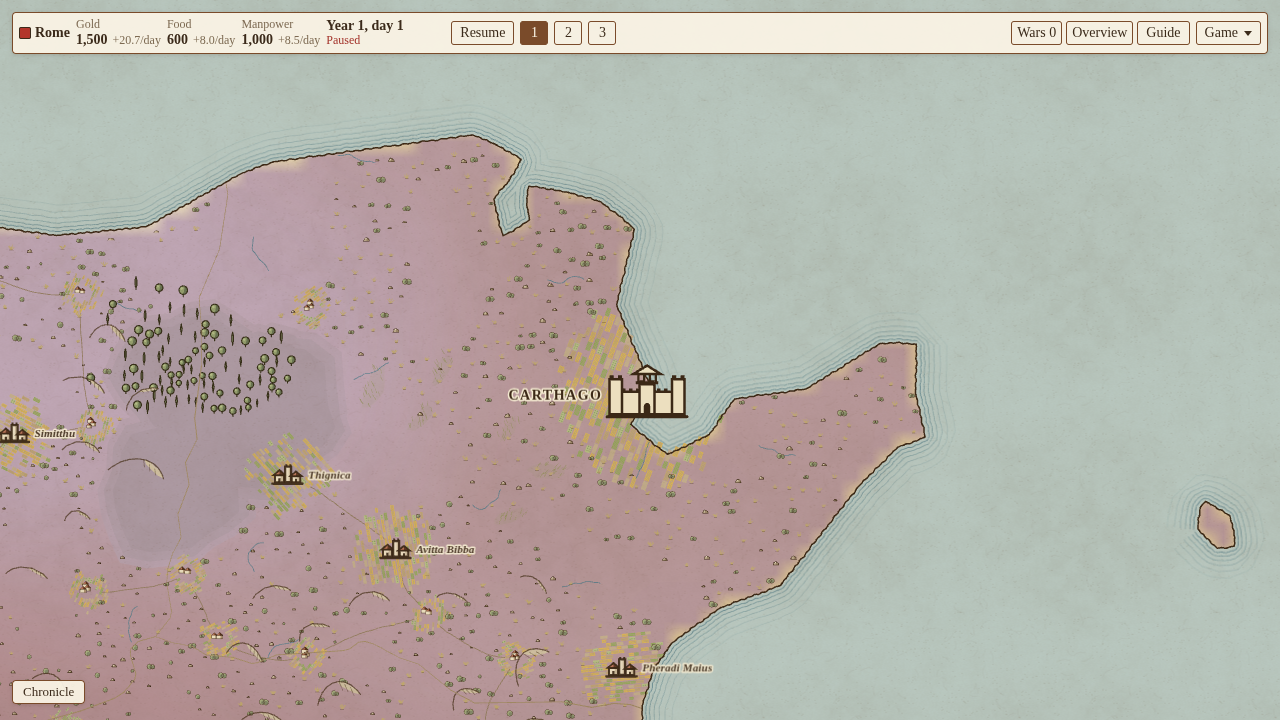 Rome
Gold
1,500 +20.7/day
Food
600 +8.0/day
Manpower
1,000 +8.5/day
Year 1, day 1
Paused
Resume
1
2
3
Wars 0
Overview
Guide
Game
CARTHAGO
Simitthu
Thignica
Avitta Bibba
Pheradi Maius
Chronicle